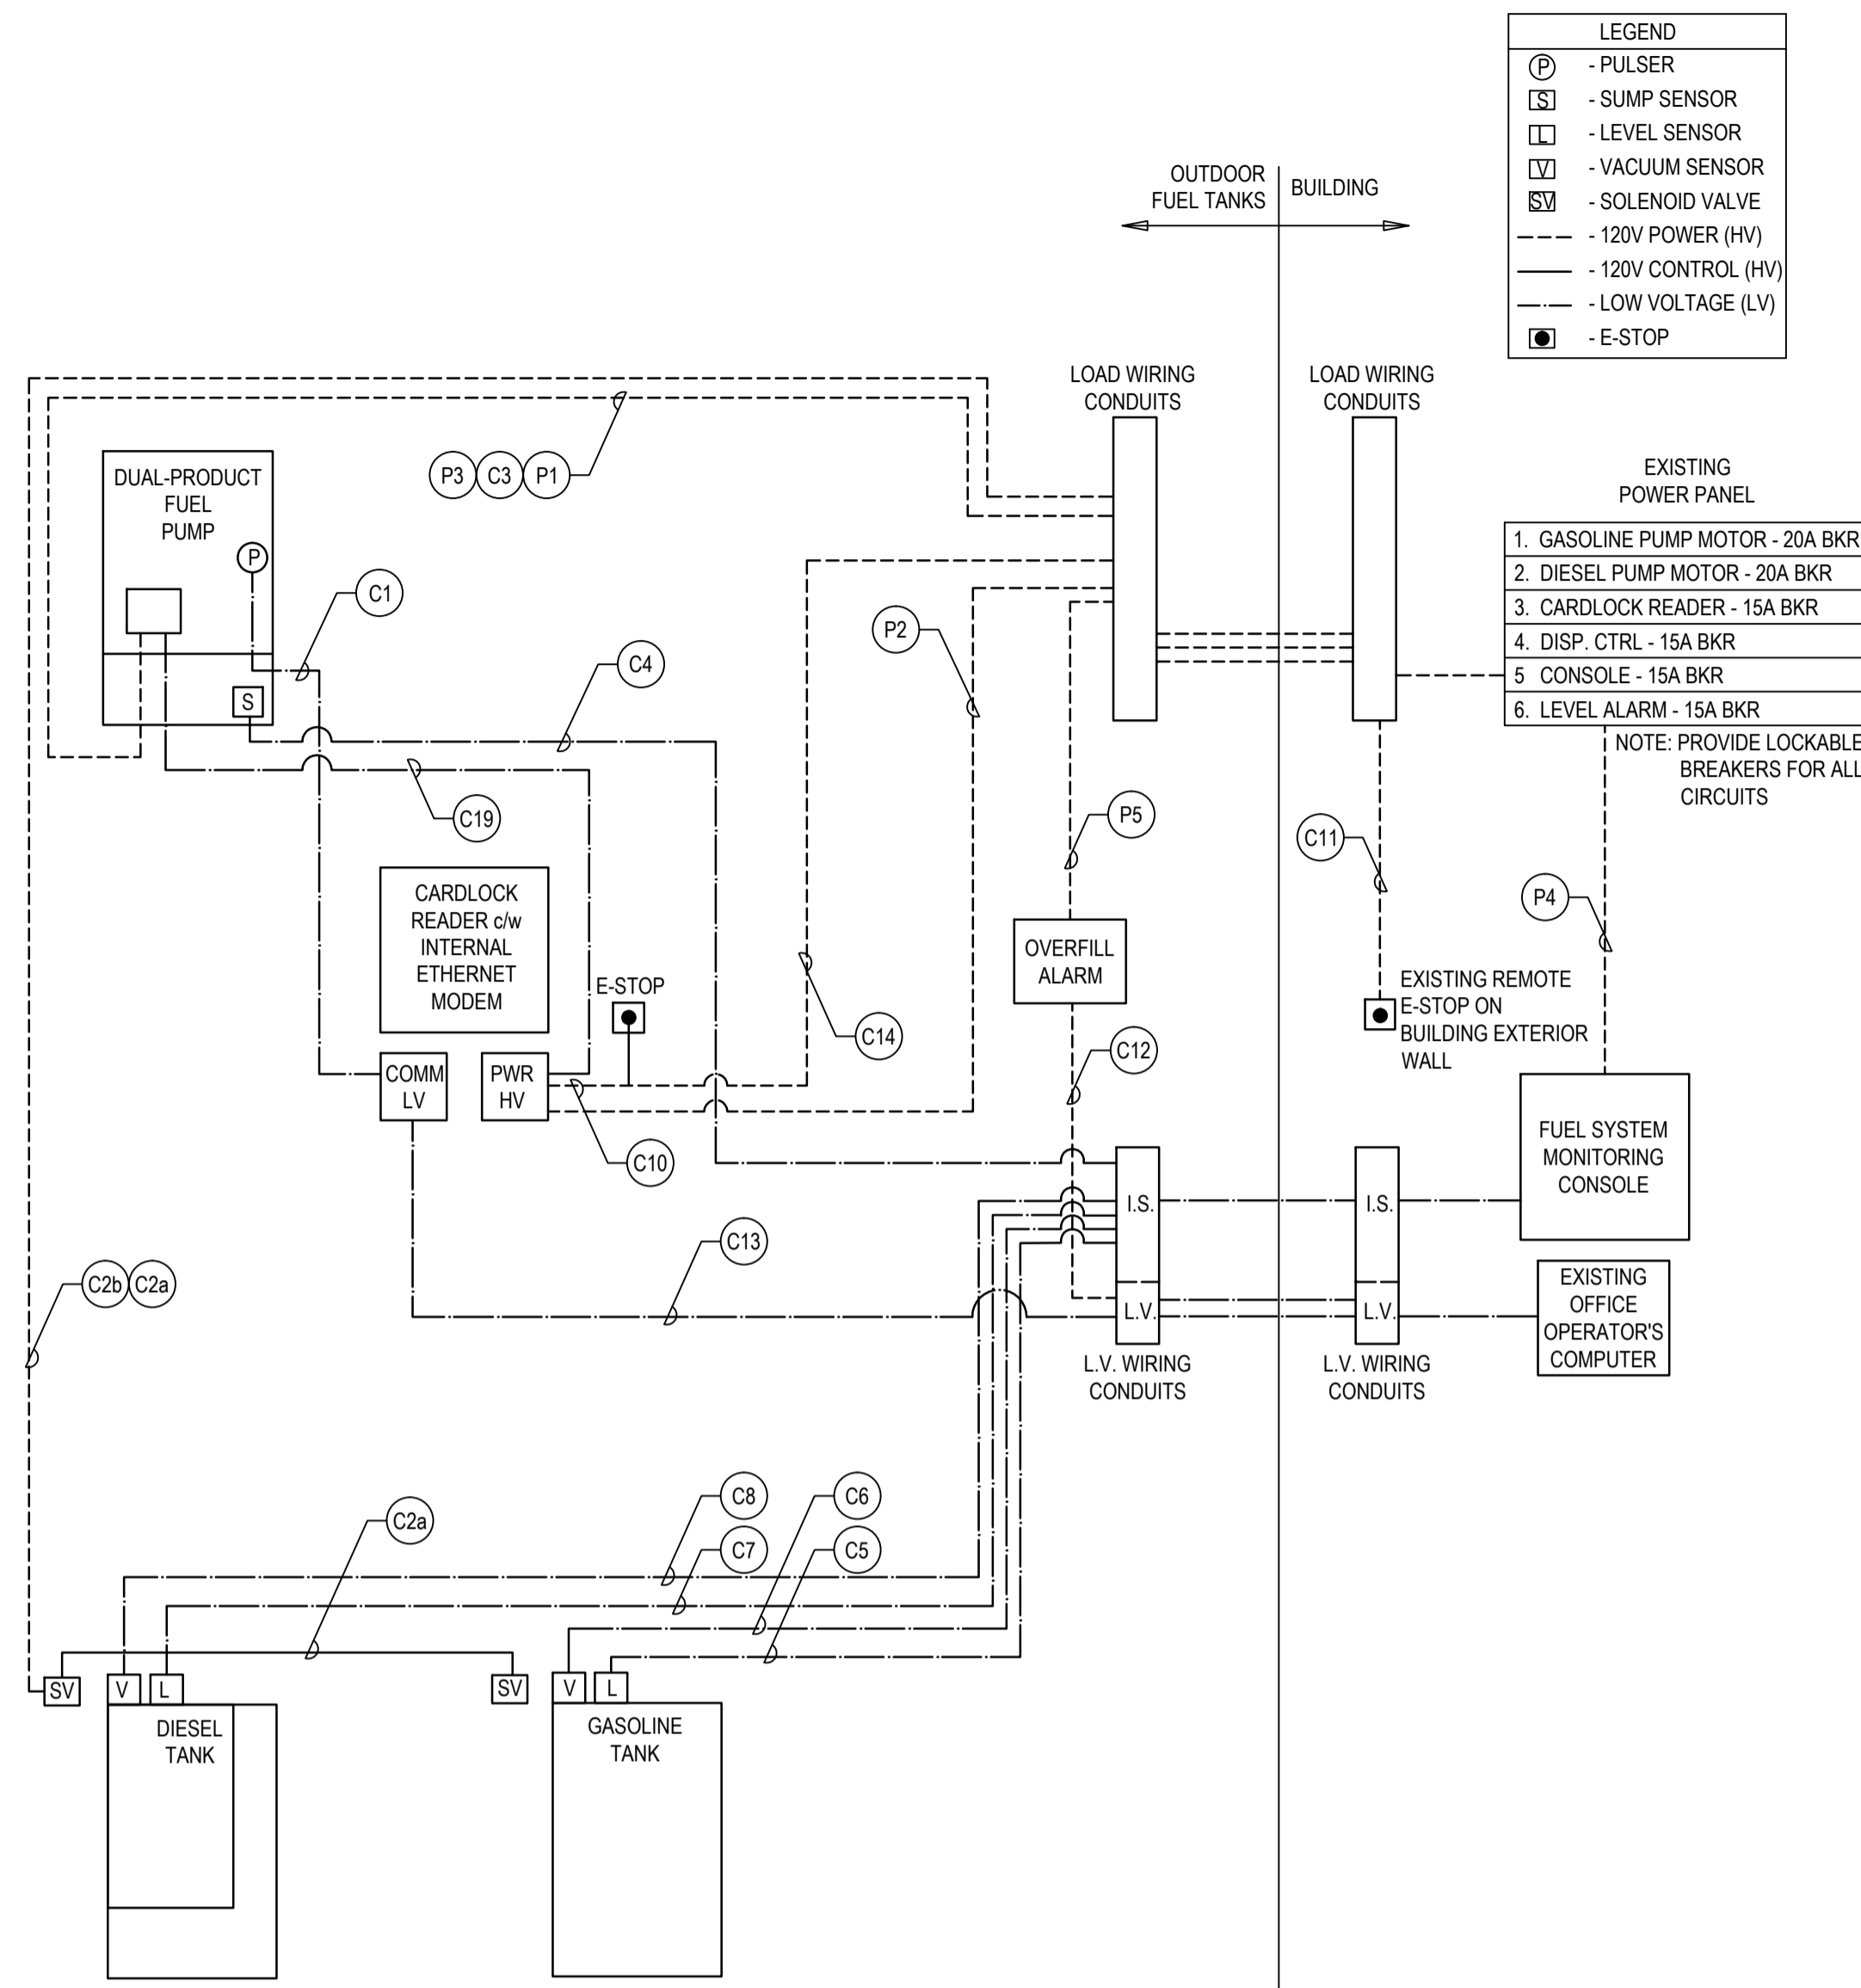 LEGEND
P - PULSER
S - SUMP SENSOR
L - LEVEL SENSOR
V - VACUUM SENSOR
SV - SOLENOID VALVE
- 120V POWER (HV)
- 120V CONTROL (HV)
- LOW VOLTAGE (LV)
- E-STOP
OUTDOOR
FUEL TANKS
BUILDING
LOAD WIRING
CONDUITS
LOAD WIRING
CONDUITS
EXISTING
POWER PANEL
1. GASOLINE PUMP MOTOR - 20A BKR
2. DIESEL PUMP MOTOR - 20A BKR
3. CARDLOCK READER - 15A BKR
4. DISP. CTRL - 15A BKR
5 CONSOLE - 15A BKR
6. LEVEL ALARM - 15A BKR
NOTE: PROVIDE LOCKABLE
BREAKERS FOR ALL
CIRCUITS
DUAL-PRODUCT
FUEL
PUMP
P
S
P3 C3 P1
C1
C4
P2
C19
P5
C11
P4
CARDLOCK
READER c/w
INTERNAL
ETHERNET
MODEM
E-STOP
OVERFILL
ALARM
EXISTING REMOTE
E-STOP ON
BUILDING EXTERIOR
WALL
C14
C12
COMM
LV
PWR
HV
C10
FUEL SYSTEM
MONITORING
CONSOLE
I.S.
I.S.
C13
C2b C2a
L.V.
L.V.
EXISTING
OFFICE
OPERATOR'S
COMPUTER
L.V. WIRING
CONDUITS
L.V. WIRING
CONDUITS
C8
C6
C2a
C7
C5
SV
V
L
SV
V
L
DIESEL
TANK
GASOLINE
TANK